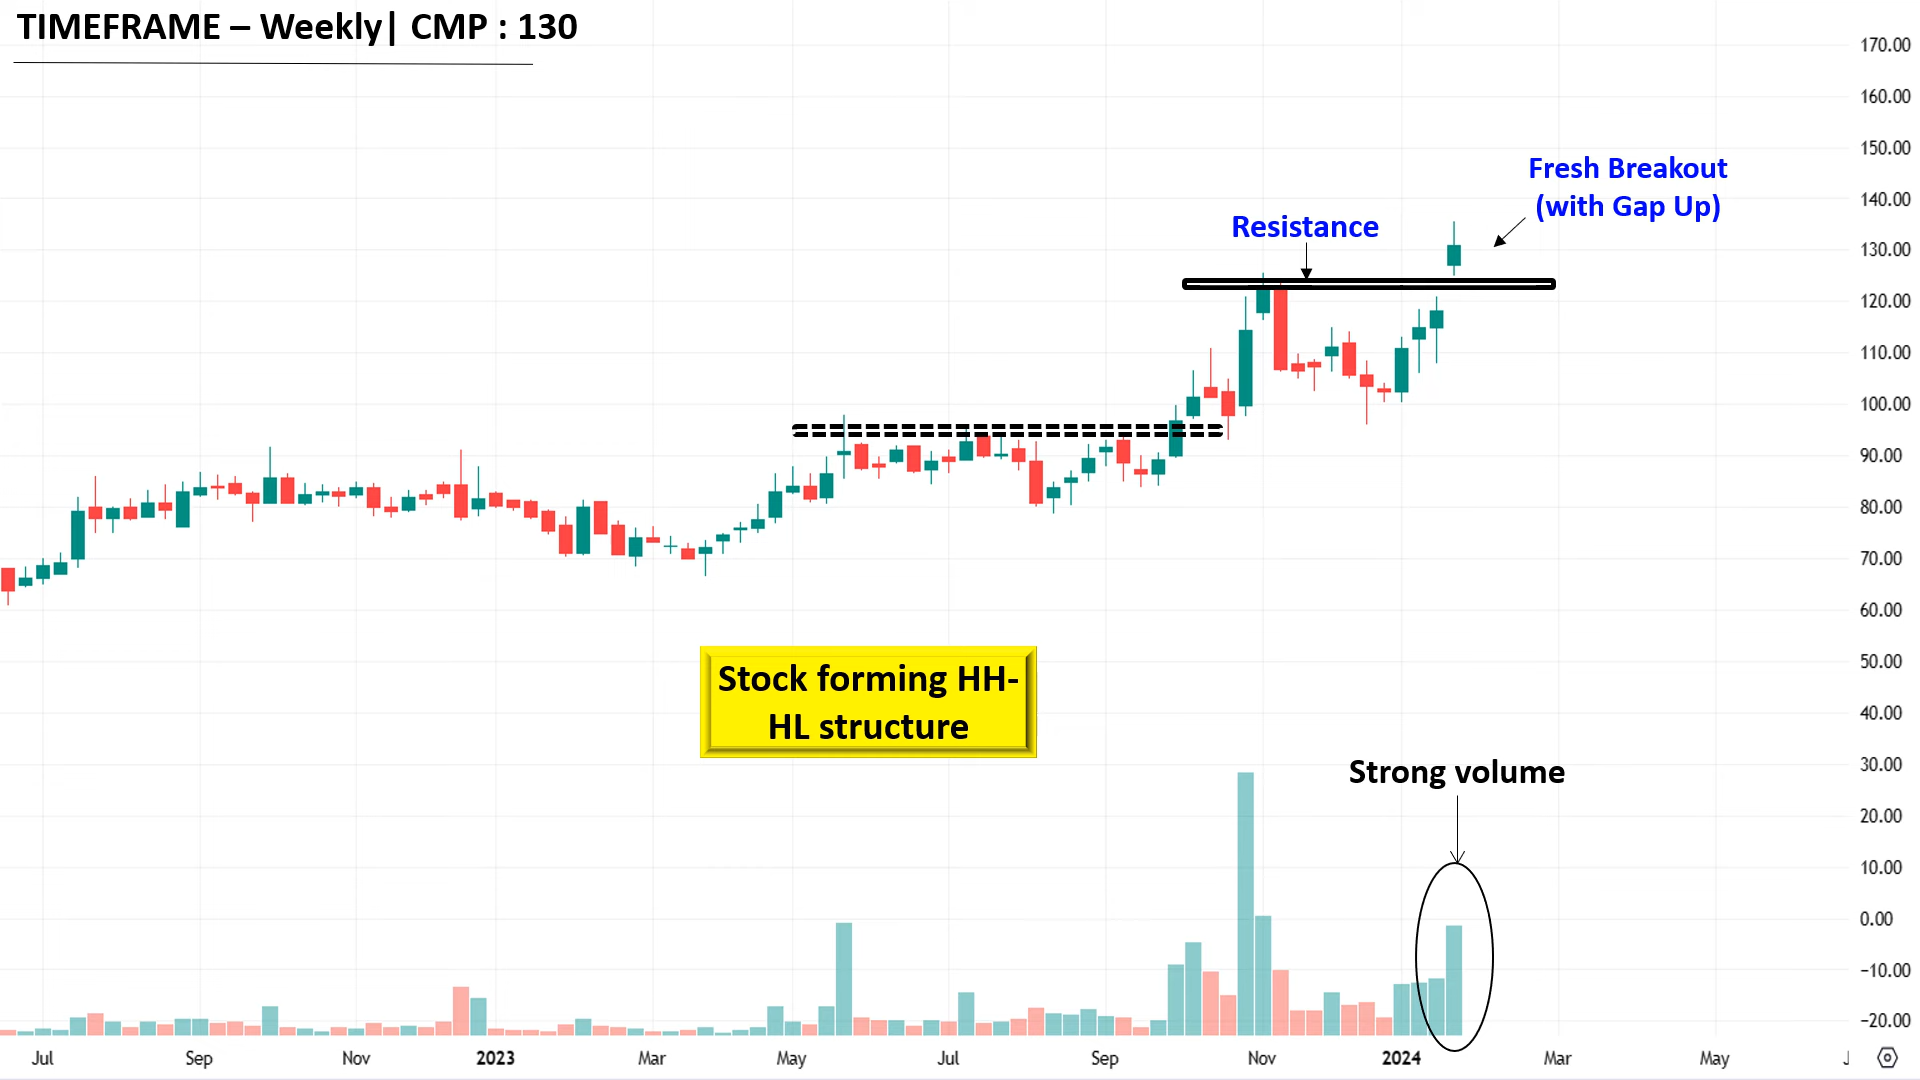 TIMEFRAME – Weekly| CMP : 130
170.00
160.00
150.00
Fresh Breakout
(with Gap Up)
140.00
Resistance
130.00
120.00
110.00
100.00
90.00
80.00
70.00
60.00
50.00
Stock forming HH-
HL structure
40.00
30.00
Strong volume
20.00
10.00
0.00
−10.00
−20.00
Jul Sep Nov 2023 Mar May Jul Sep Nov 2024 Mar May